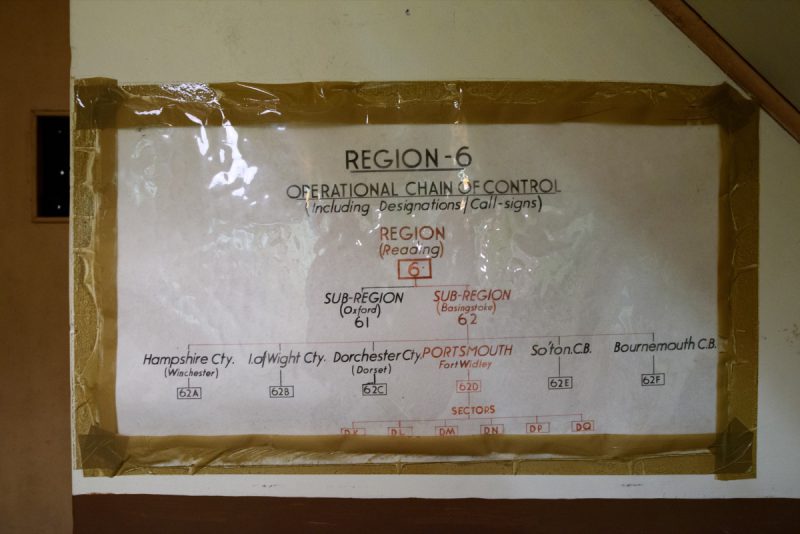 REGION-6
OPERATIONAL CHAIN OF CONTROL
(Including Designations/Call-signs)
REGION
(Reading)
6
SUB-REGION
(Oxford)
61
SUB-REGION
(Basingstoke)
62
Hampshire Cty.
(Winchester)
62A
I.of Wight Cty.
62B
Dorchester Cty.
(Dorset)
62C
PORTSMOUTH
Fort Widley
62D
So'ton.C.B.
62E
Bournemouth C.B.
62F
SECTORS
DK DL DM DN DP DQ